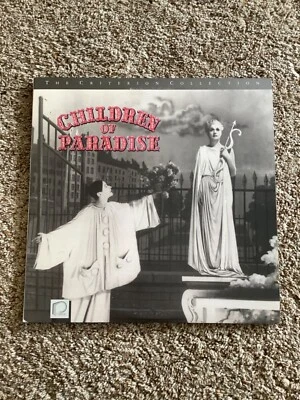 THE CRITERION COLLECTION
CHILDREN
OF
PARADISE